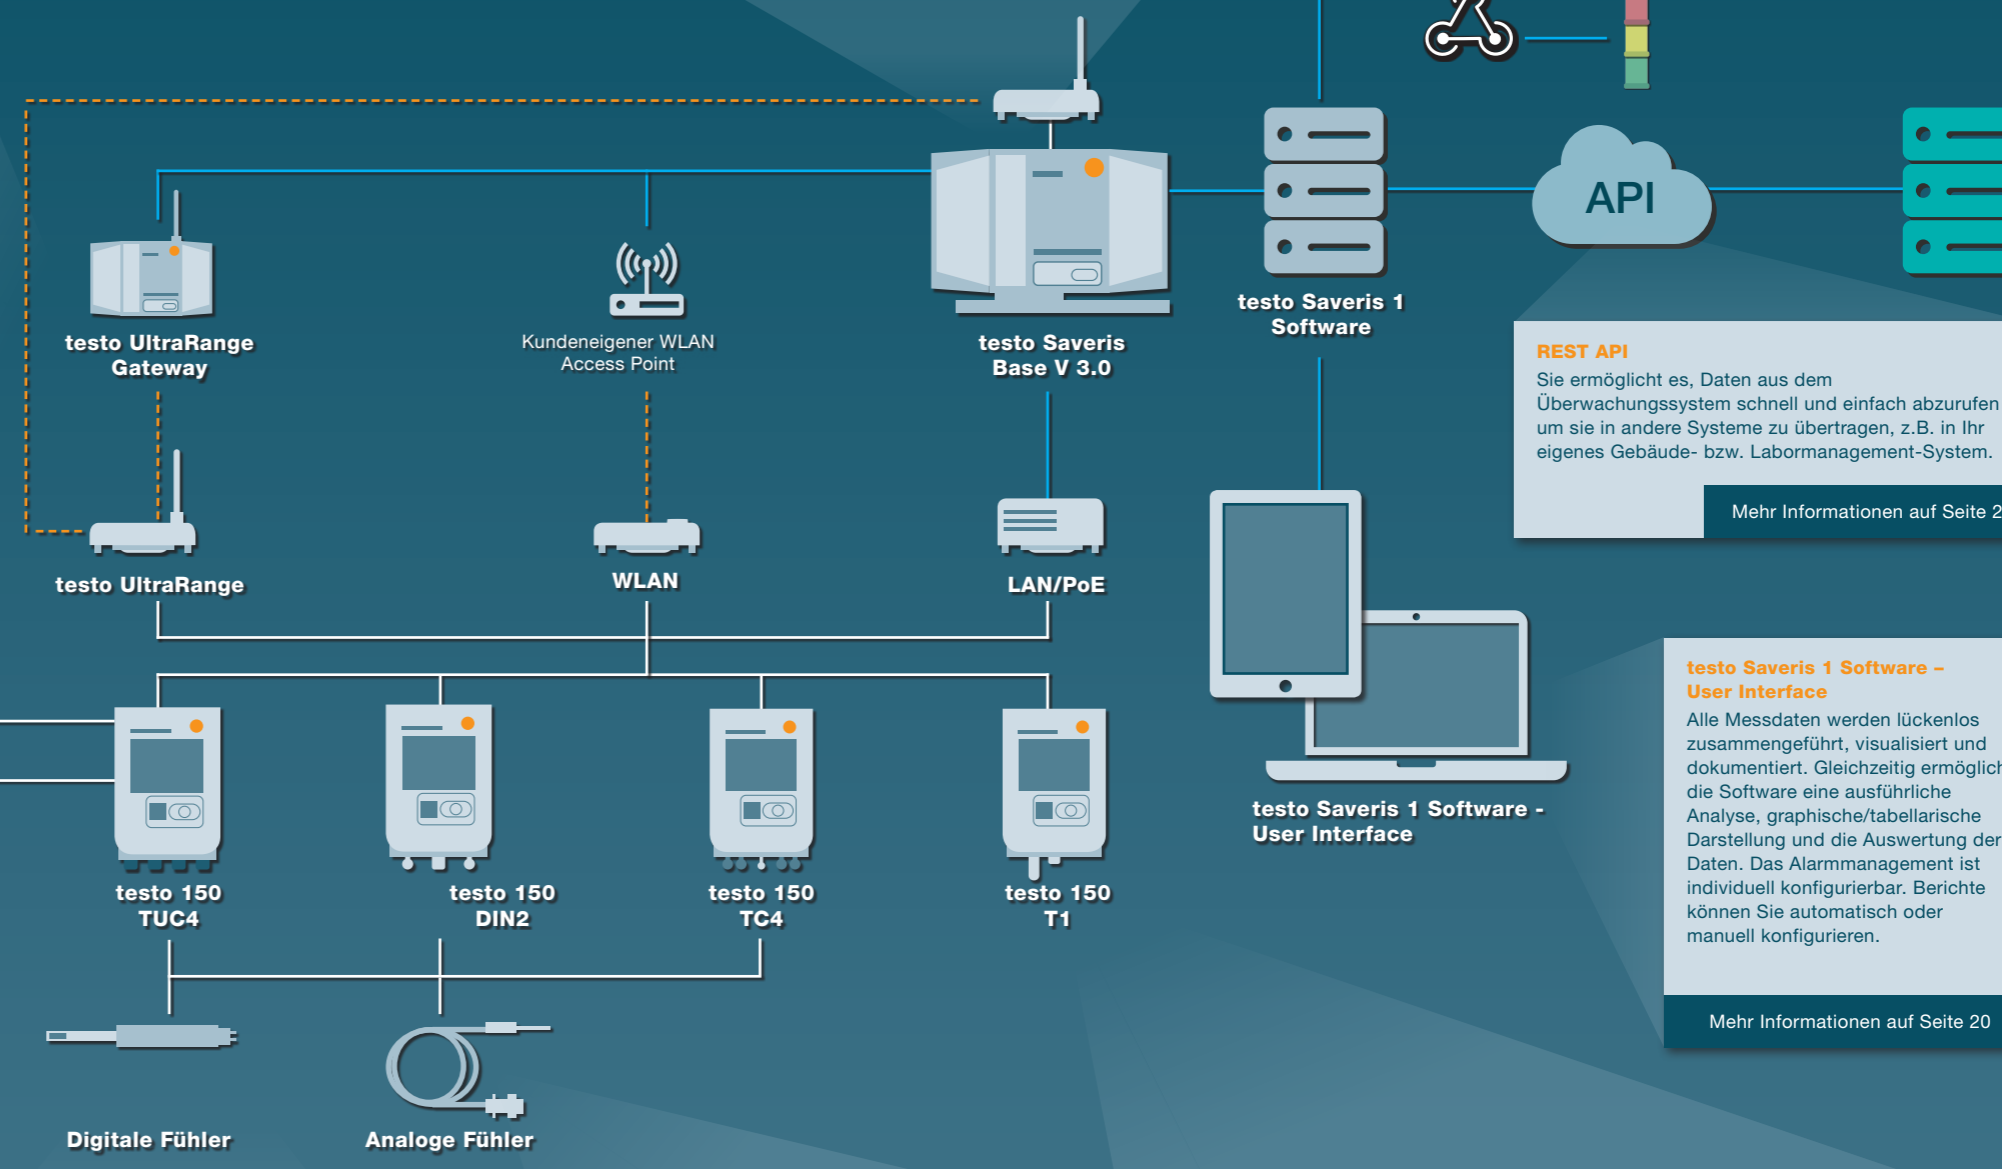 API
testo Saveris 1
Software
testo UltraRange
Gateway
Kundeneigener WLAN
Access Point
testo Saveris
Base V 3.0
REST API
Sie ermöglicht es, Daten aus dem
Überwachungssystem schnell und einfach abzurufen
um sie in andere Systeme zu übertragen, z.B. in Ihr
eigenes Gebäude- bzw. Labormanagement-System.
Mehr Informationen auf Seite 2
testo UltraRange
WLAN
LAN/PoE
testo Saveris 1 Software –
User Interface
Alle Messdaten werden lückenlos
zusammengeführt, visualisiert und
dokumentiert. Gleichzeitig ermöglich
die Software eine ausführliche
Analyse, graphische/tabellarische
Darstellung und die Auswertung der
Daten. Das Alarmmanagement ist
individuell konfigurierbar. Berichte
können Sie automatisch oder
manuell konfigurieren.
Mehr Informationen auf Seite 20
testo Saveris 1 Software -
User Interface
testo 150
TUC4
testo 150
DIN2
testo 150
TC4
testo 150
T1
Digitale Fühler
Analoge Fühler